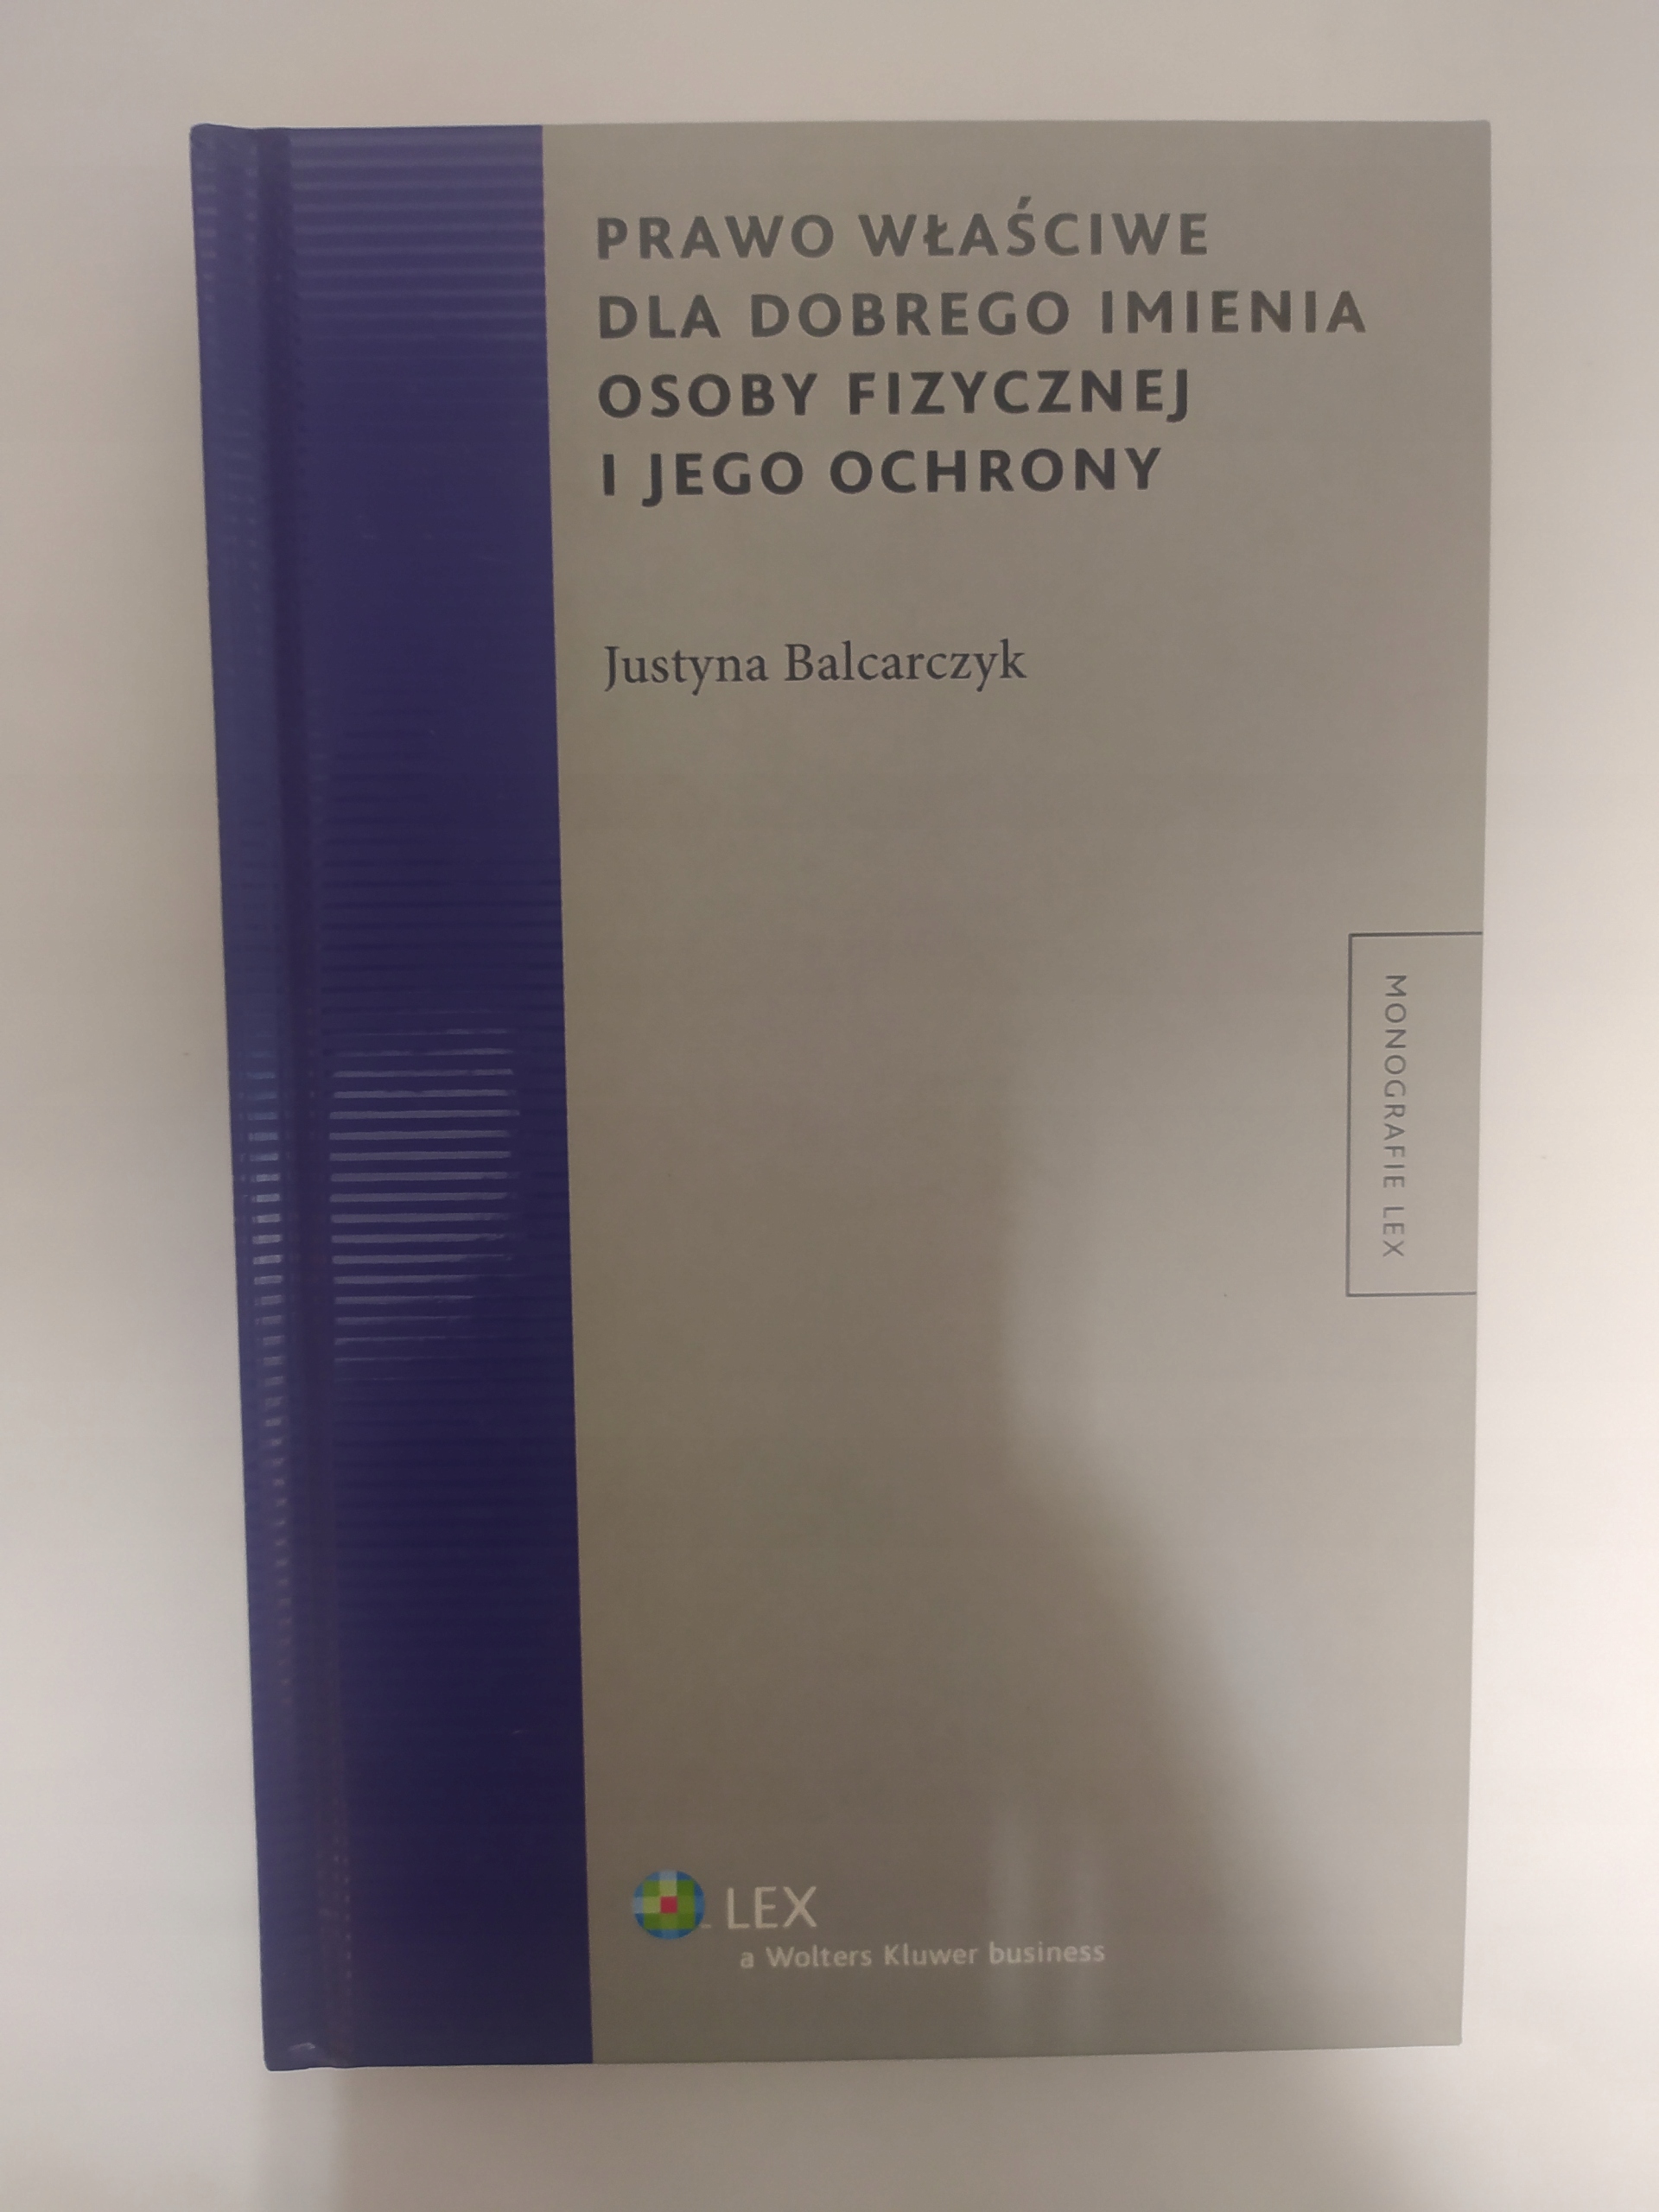 PRAWO WŁAŚCIWE
DLA DOBREGO IMIENIA
OSOBY FIZYCZNEJ
I JEGO OCHRONY
Justyna Balcarczyk
MONOGRAFIE LEX
LEX
a Wolters Kluwer business